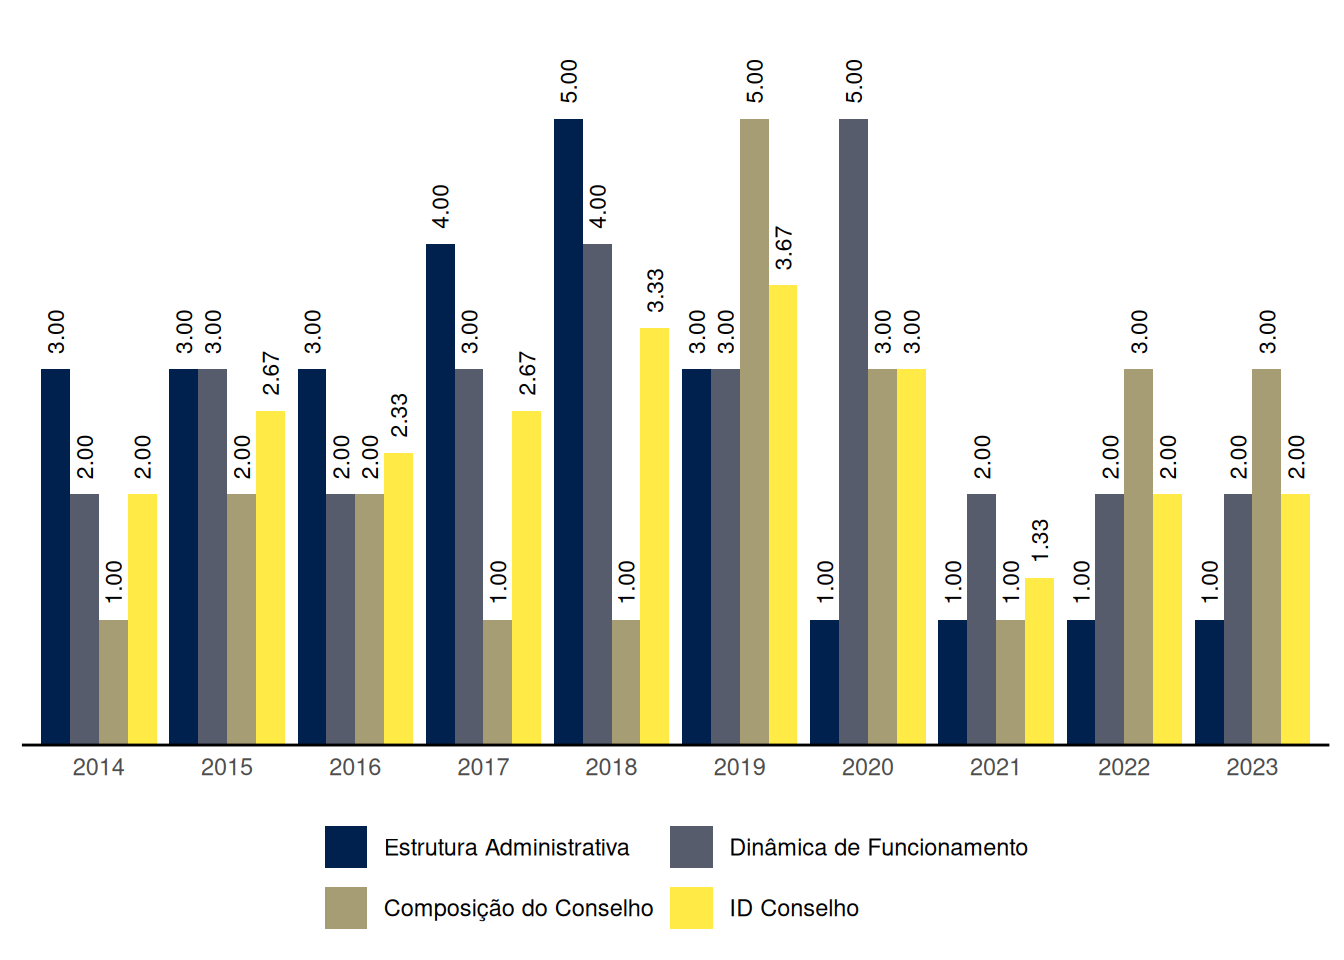 5.00 5.00 5.00
4.00 4.00 3.67
3.33
3.00 3.00 3.00 3.00 3.00 3.00 3.00 3.00 3.00 3.00 3.00
2.67 2.33 2.67
2.00 2.00 2.00 2.00 2.00 2.00 2.00 2.00 2.00 2.00
1.33
1.00 1.00 1.00 1.00 1.00 1.00 1.00 1.00
2014 2015 2016 2017 2018 2019 2020 2021 2022 2023
Estrutura Administrativa Dinâmica de Funcionamento
Composição do Conselho ID Conselho